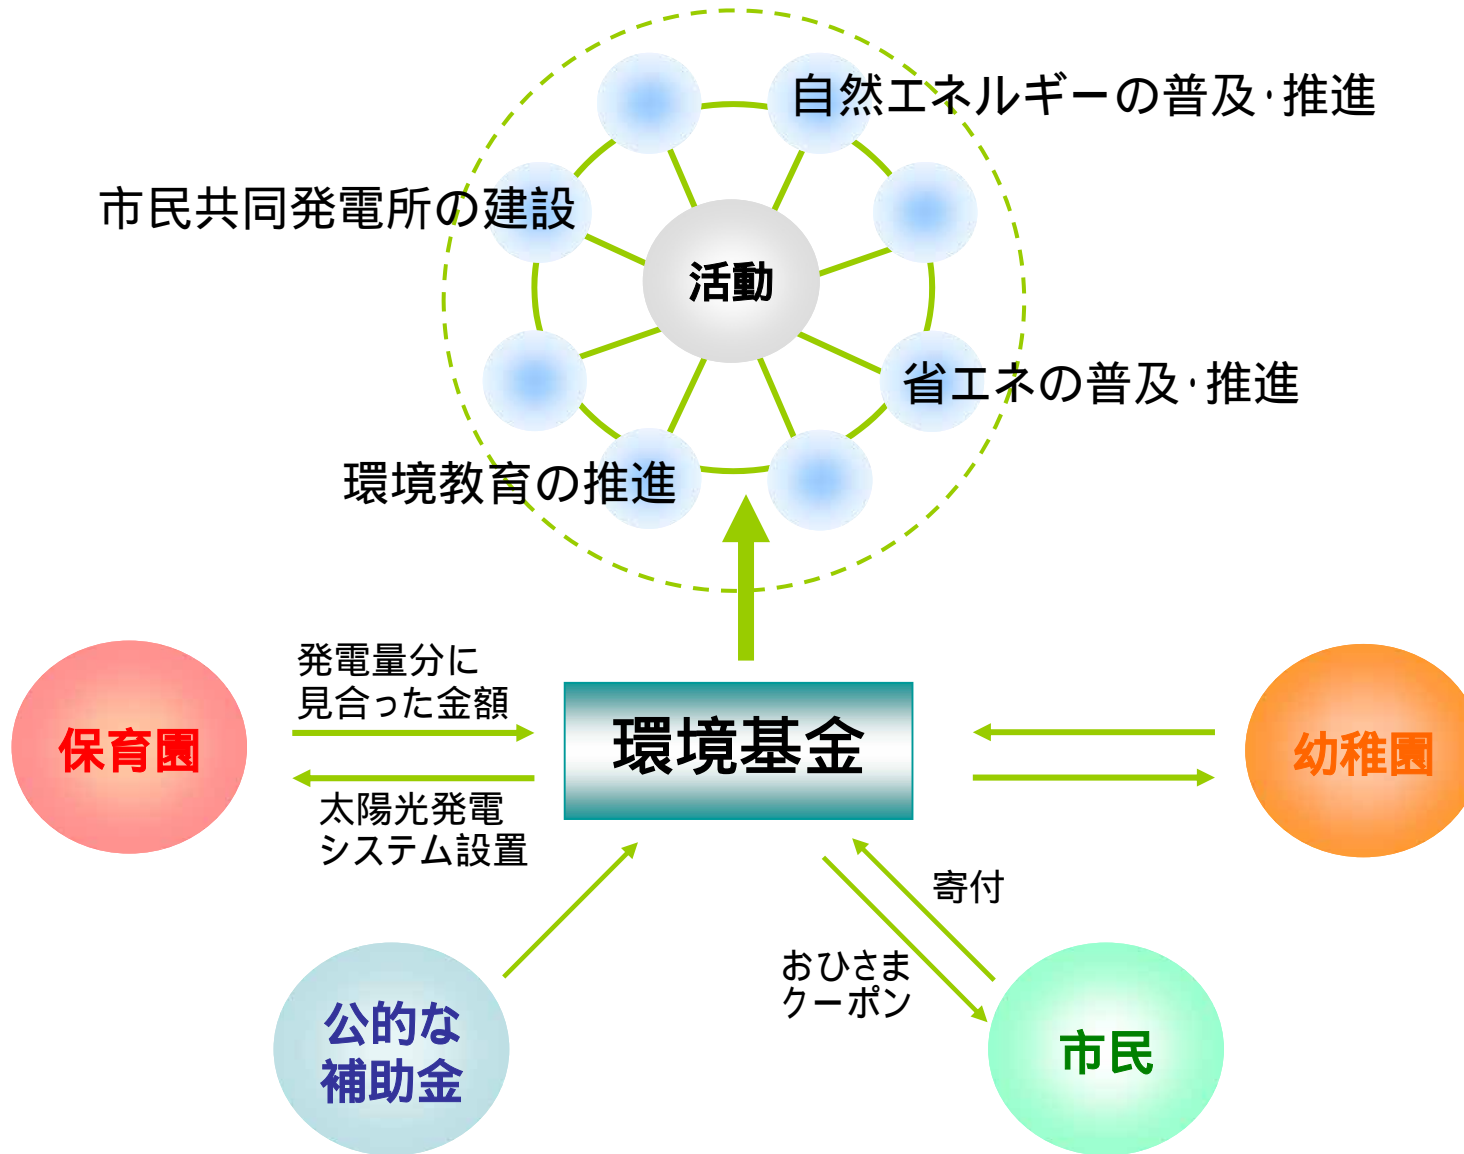 自然エネルギーの普及・推進
市民共同発電所の建設
活動
省エネの普及・推進
環境教育の推進
発電量分に
見合った金額
保育園
環境基金
幼稚園
太陽光発電
システム設置
寄付
おひさま
クーポン
公的な
補助金
市民